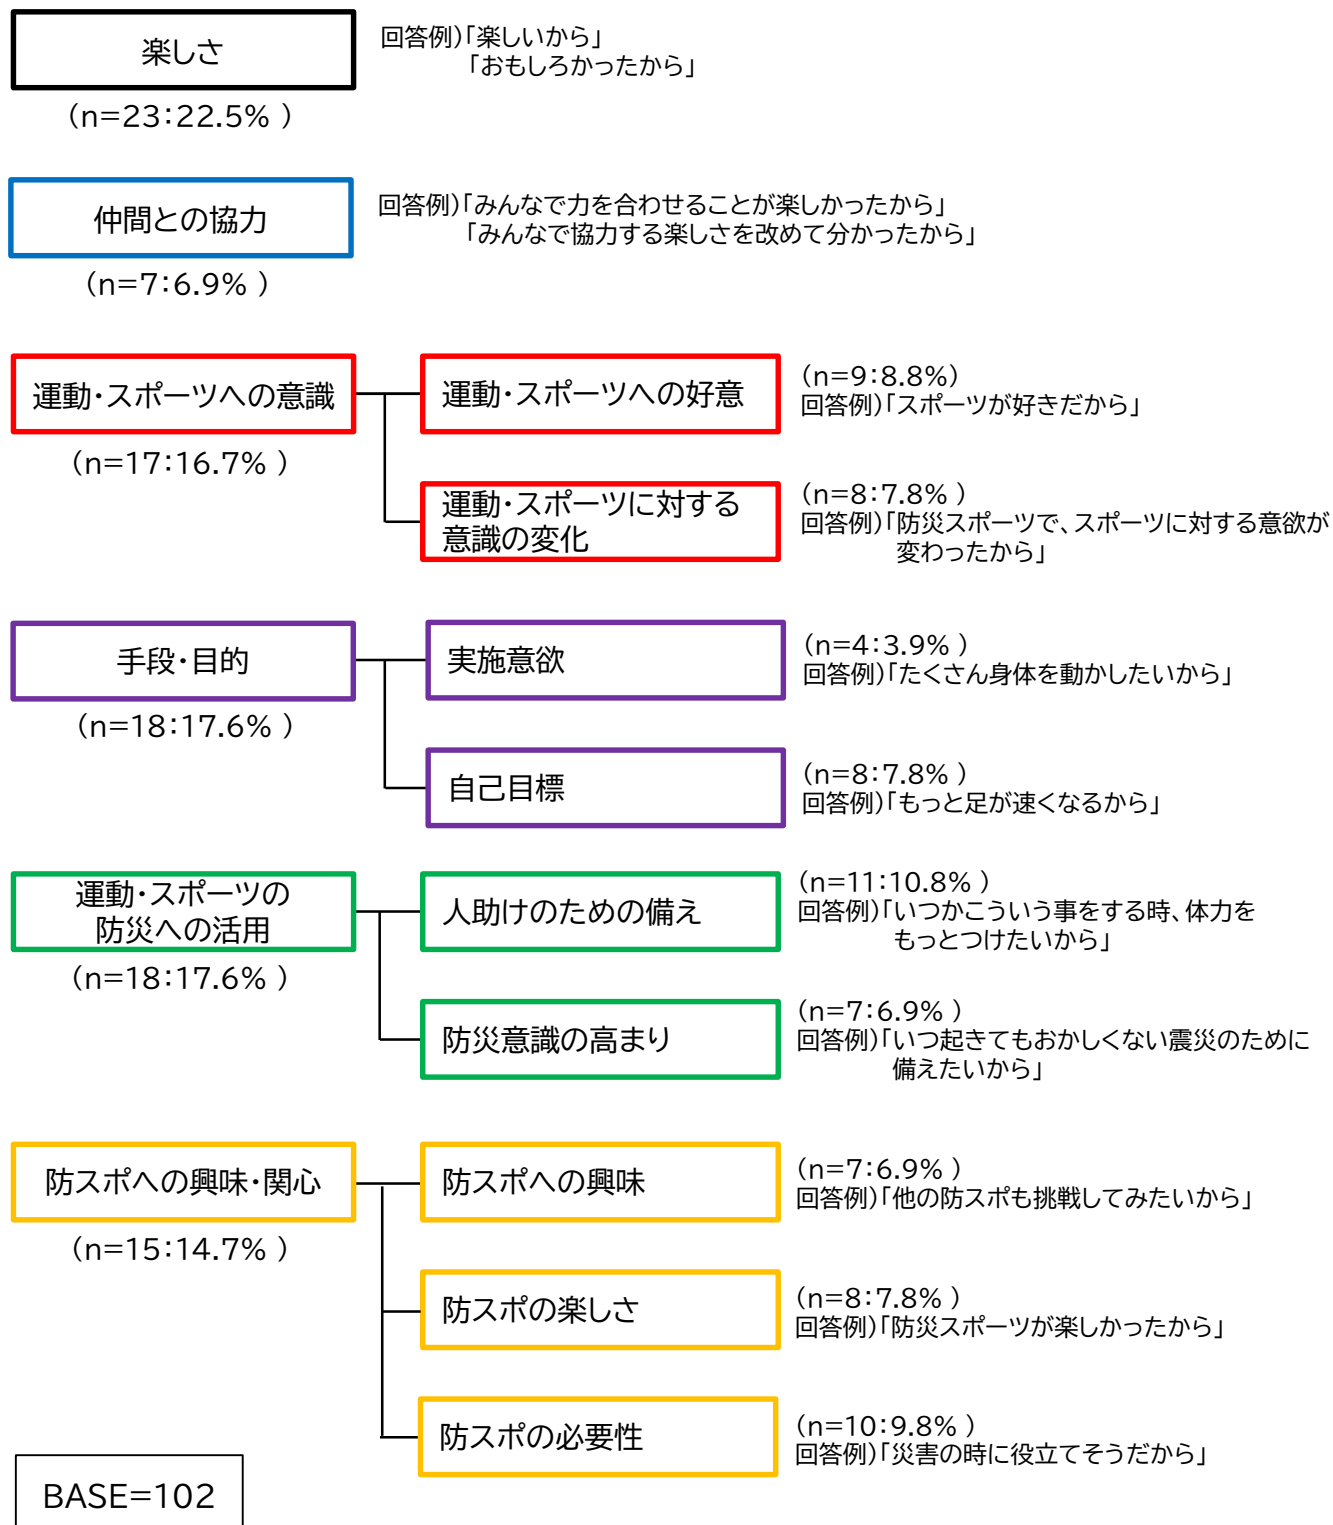 楽しさ
回答例)「楽しいから」
「おもしろかったから」
(n=23:22.5% )
仲間との協力
回答例)「みんなで力を合わせることが楽しかったから」
「みんなで協力する楽しさを改めて分かったから」
(n=7:6.9% )
運動・スポーツへの意識
(n=17:16.7% )
運動・スポーツへの好意
(n=9:8.8%)
回答例)「スポーツが好きだから」
運動・スポーツに対する
意識の変化
(n=8:7.8% )
回答例)「防災スポーツで、スポーツに対する意欲が
変わったから」
手段・目的
(n=18:17.6% )
実施意欲
(n=4:3.9% )
回答例)「たくさん身体を動かしたいから」
自己目標
(n=8:7.8% )
回答例)「もっと足が速くなるから」
運動・スポーツの
防災への活用
(n=18:17.6% )
人助けのための備え
(n=11:10.8% )
回答例)「いつかこういう事をする時、体力を
もっとつけたいから」
防災意識の高まり
(n=7:6.9% )
回答例)「いつ起きてもおかしくない震災のために
備えたいから」
防スポへの興味・関心
(n=15:14.7% )
防スポへの興味
(n=7:6.9% )
回答例)「他の防スポも挑戦してみたいから」
防スポの楽しさ
(n=8:7.8% )
回答例)「防災スポーツが楽しかったから」
防スポの必要性
(n=10:9.8% )
回答例)「災害の時に役立てそうだから」
BASE=102